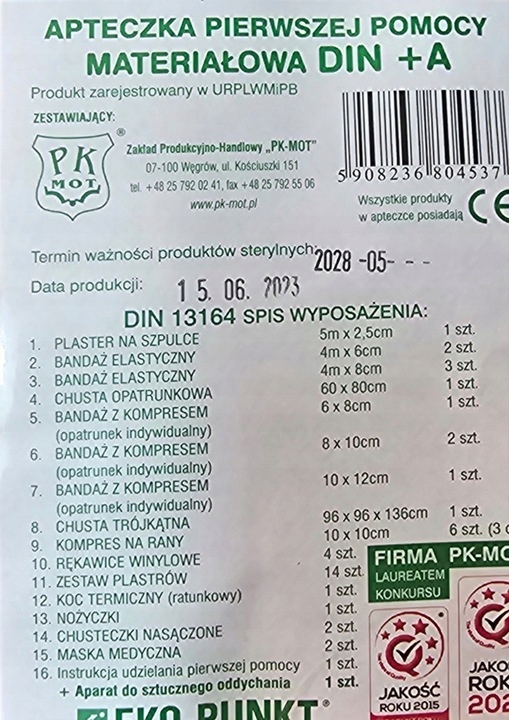 APTECZKA PIERWSZEJ POMOCY
MATERIAŁOWA DIN +A
Produkt zarejestrowany w URPLWMiPB
ZESTAWIAJĄCY:
PK
MOT
®
Zakład Produkcyjno-Handlowy „PK-MOT”
07-100 Węgrów, ul. Kościuszki 151
tel. +48 25 792 02 41, fax +48 25 792 55 06
www.pk-mot.pl
5 908236 804537
Wszystkie produkty
w apteczce posiadają CE
Termin ważności produktów sterylnych: 2028 -05- - -
Data produkcji: 15. 06. 2023
DIN 13164 SPIS WYPOSAŻENIA:
1. PLASTER NA SZPULCE 5m x 2,5cm 1 szt.
2. BANDAŻ ELASTYCZNY 4m x 6cm 2 szt.
3. BANDAŻ ELASTYCZNY 4m x 8cm 3 szt.
4. CHUSTA OPATRUNKOWA 60 x 80cm 1 szt.
5. BANDAŻ Z KOMPRESEM 6 x 8cm 1 szt.
(opatrunek indywidualny)
6. BANDAŻ Z KOMPRESEM 8 x 10cm 2 szt.
(opatrunek indywidualny)
7. BANDAŻ Z KOMPRESEM 10 x 12cm 1 szt.
(opatrunek indywidualny)
8. CHUSTA TRÓJKĄTNA 96 x 96 x 136cm 1 szt.
9. KOMPRES NA RANY 10 x 10cm 6 szt. (3
10. RĘKAWICE WINYLOWE 4 szt.
11. ZESTAW PLASTRÓW 14 szt.
12. KOC TERMICZNY (ratunkowy) 1 szt.
13. NOŻYCZKI 1 szt.
14. CHUSTECZKI NASĄCZONE 2 szt.
15. MASKA MEDYCZNA 2 szt.
16. Instrukcja udzielania pierwszej pomocy 1 szt.
+ Aparat do sztucznego oddychania 1 szt.
FIRMA PK-MO
LAUREATEM
KONKURSU
JAKOŚĆ
ROKU 2015
JAKO
ROK
202
EKO-PUNKT